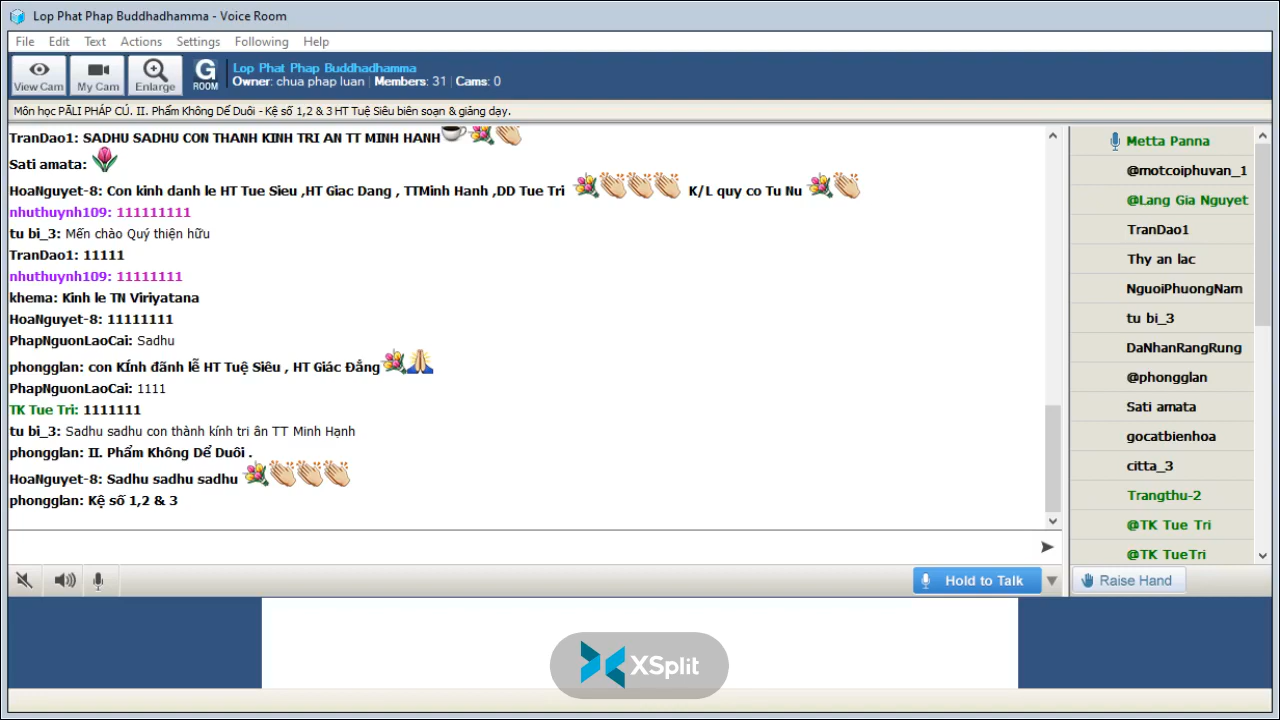 Lop Phat Phap Buddhadhamma - Voice Room
File Edit Text Actions Settings Following Help
View Cam My Cam Enlarge G ROOM
Lop Phat Phap Buddhadhamma
Owner: chua phap luan | Members: 31 | Cams: 0
Môn học PĀLI PHÁP CÚ. II. Phẩm Không Dể Duôi - Kệ số 1,2 & 3 HT Tuệ Siêu biên soạn & giảng dạy.
TranDao1: SADHU SADHU CON THANH KINH TRI AN TT MINH HANH
Sati amata:
HoaNguyet-8: Con kinh danh le HT Tue Sieu ,HT Giac Dang , TTMinh Hanh ,DD Tue Tri K/L quy co Tu Nu
nhuthuynh109: 111111111
tu bi_3: Mến chào Quý thiện hữu
TranDao1: 11111
nhuthuynh109: 11111111
khema: Kinh le TN Viriyatana
HoaNguyet-8: 11111111
PhapNguonLaoCai: Sadhu
phongglan: con KÍnh đãnh lễ HT Tuệ Siêu , HT Giác Đẳng
PhapNguonLaoCai: 1111
TK Tue Tri: 1111111
tu bi_3: Sadhu sadhu con thành kính tri ân TT Minh Hạnh
phongglan: II. Phẩm Không Dể Duôi .
HoaNguyet-8: Sadhu sadhu sadhu
phongglan: Kệ số 1,2 & 3
Metta Panna
@motcoiphuvan_1
@Lang Gia Nguyet
TranDao1
Thy an lac
NguoiPhuongNam
tu bi_3
DaNhanRangRung
@phongglan
Sati amata
gocatbienhoa
citta_3
Trangthu-2
@TK Tue Tri
@TK TueTri
Hold to Talk
Raise Hand
XSplit